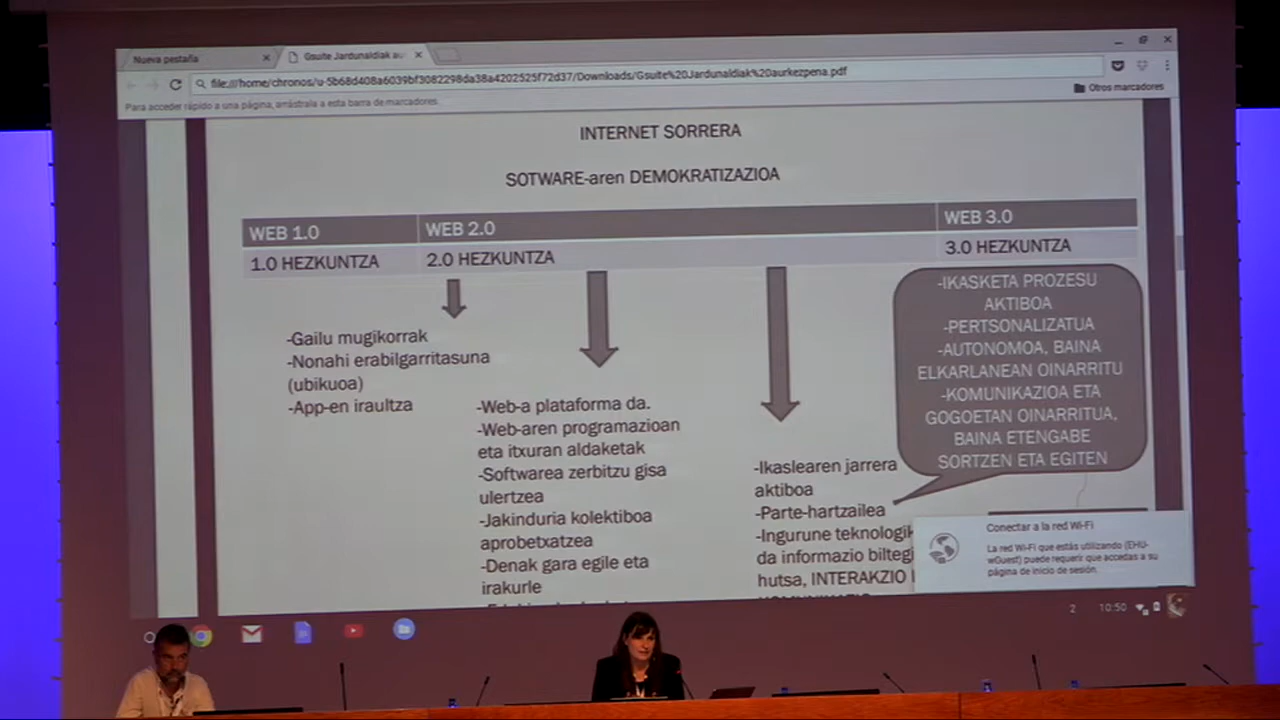 Nueva pestaña
Gsuite Jardunaldiak au
file:///home/chronos/u-5b68d408a6039bf3082298da38a4202525f72d37/Downloads/Gsuite%20Jardunaldiak%20aurkezpena.pdf
Para acceder rápido a una página, arrástrala a esta barra de marcadores.
Otros marcadores
INTERNET SORRERA
SOTWARE-aren DEMOKRATIZAZIOA
WEB 1.0
WEB 2.0
WEB 3.0
1.0 HEZKUNTZA
2.0 HEZKUNTZA
3.0 HEZKUNTZA
-Gailu mugikorrak
-Nonahi erabilgarritasuna
(ubikuoa)
-App-en iraultza
-Web-a plataforma da.
-Web-aren programazioan
eta itxuran aldaketak
-Softwarea zerbitzu gisa
ulertzea
-Jakinduria kolektiboa
aprobetxatzea
-Denak gara egile eta
irakurle
-Ikaslearen jarrera
aktiboa
-Parte-hartzailea
-Ingurune teknologik
da informazio biltegi
hutsa, INTERAKZIO
-IKASKETA PROZESU
AKTIBOA
-PERTSONALIZATUA
-AUTONOMOA, BAINA
ELKARLANEAN OINARRITU
-KOMUNIKAZIOA ETA
GOGOETAN OINARRITUA,
BAINA ETENGABE
SORTZEN ETA EGITEN
Conectar a la red Wi-Fi
La red Wi-Fi que estás utilizando (EHU-
wGuest) puede requerir que accedas a su
página de inicio de sesión.
2 10:50